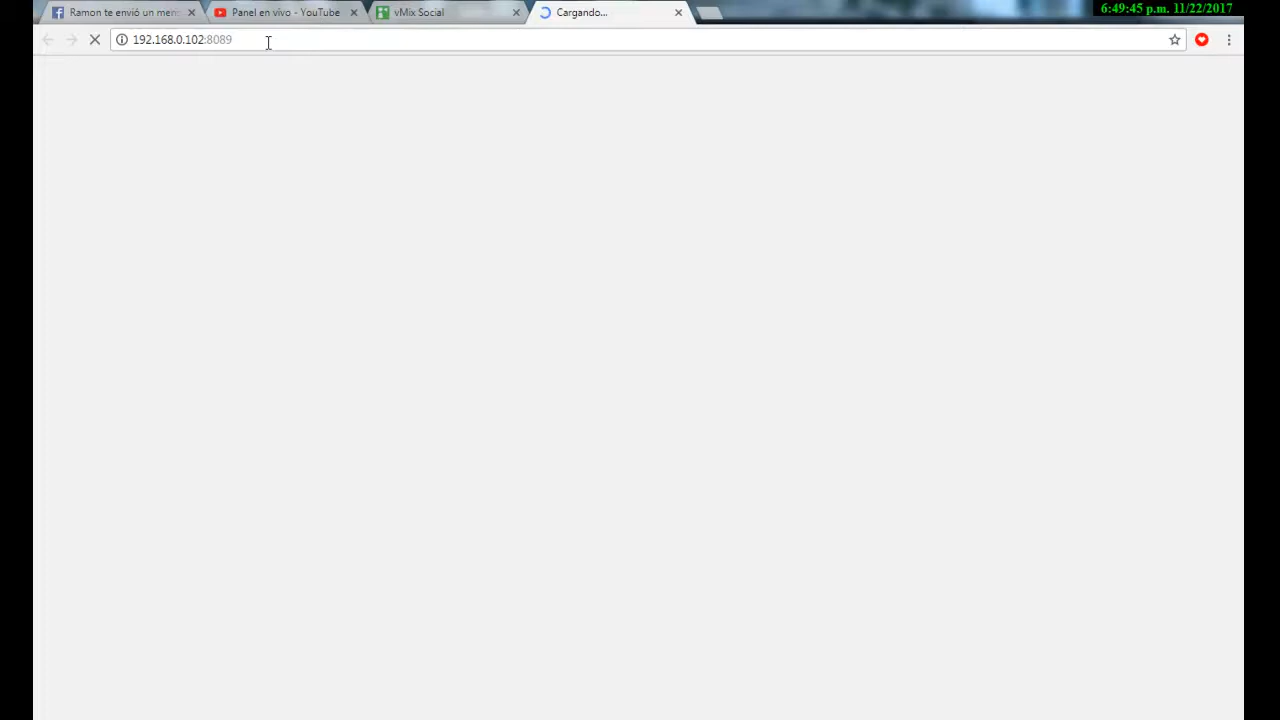 Ramon te envió un men
Panel en vivo - YouTube
vMix Social
Cargando...
6:49:45 p.m. 11/22/2017
192.168.0.102:8089